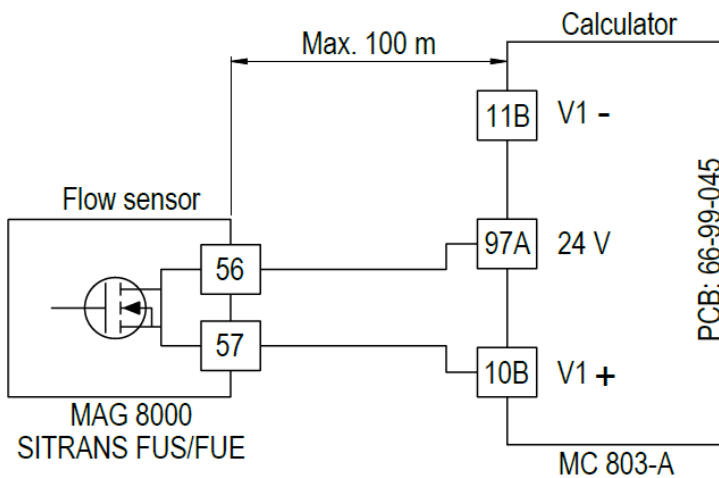 Calculator
Max. 100 m
11B V1 -
Flow sensor
97A 24 V
56
57
10B V1 +
PCB: 66-99-045
MAG 8000
SITRANS FUS/FUE
MC 803-A